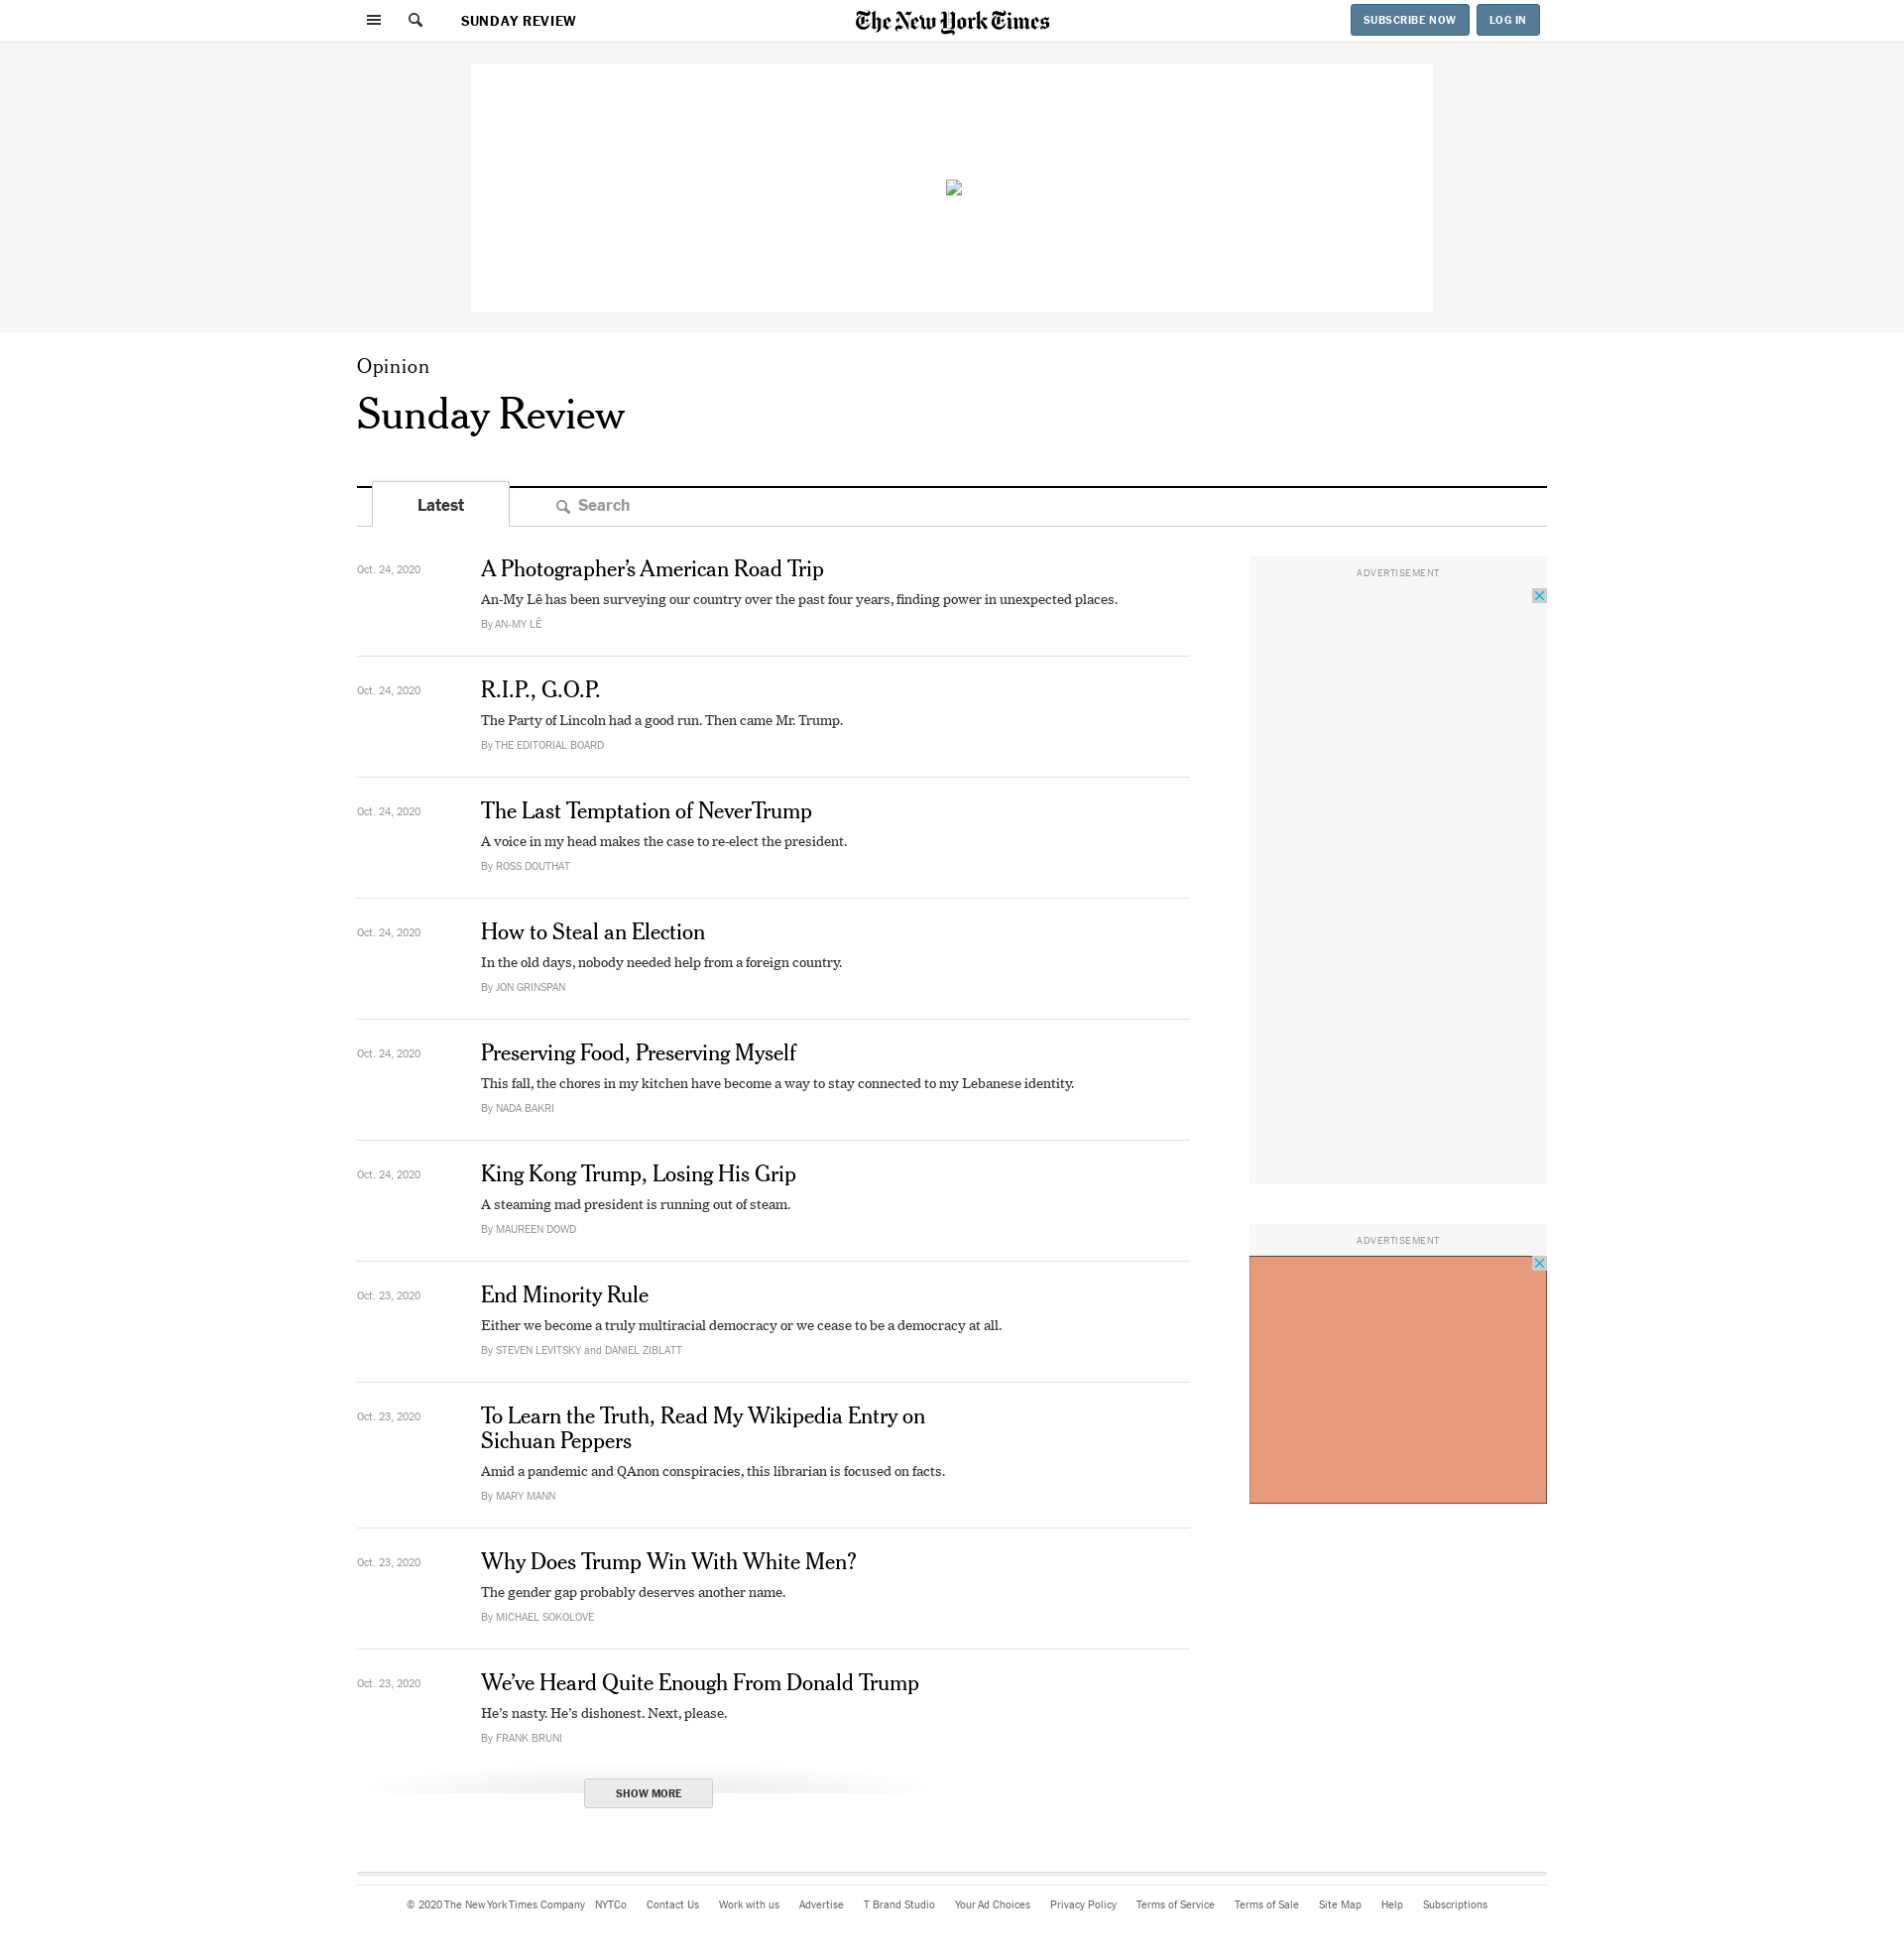 SUNDAY REVIEW
The New York Times
SUBSCRIBE NOW
LOG IN
Opinion
Sunday Review
Latest
Search
Oct. 24, 2020
A Photographer’s American Road Trip
An-My Lê has been surveying our country over the past four years, finding power in unexpected places.
By AN-MY LÊ
Oct. 24, 2020
R.I.P., G.O.P.
The Party of Lincoln had a good run. Then came Mr. Trump.
By THE EDITORIAL BOARD
Oct. 24, 2020
The Last Temptation of NeverTrump
A voice in my head makes the case to re-elect the president.
By ROSS DOUTHAT
Oct. 24, 2020
How to Steal an Election
In the old days, nobody needed help from a foreign country.
By JON GRINSPAN
Oct. 24, 2020
Preserving Food, Preserving Myself
This fall, the chores in my kitchen have become a way to stay connected to my Lebanese identity.
By NADA BAKRI
Oct. 24, 2020
King Kong Trump, Losing His Grip
A steaming mad president is running out of steam.
By MAUREEN DOWD
Oct. 23, 2020
End Minority Rule
Either we become a truly multiracial democracy or we cease to be a democracy at all.
By STEVEN LEVITSKY and DANIEL ZIBLATT
Oct. 23, 2020
To Learn the Truth, Read My Wikipedia Entry on
Sichuan Peppers
Amid a pandemic and QAnon conspiracies, this librarian is focused on facts.
By MARY MANN
Oct. 23, 2020
Why Does Trump Win With White Men?
The gender gap probably deserves another name.
By MICHAEL SOKOLOVE
Oct. 23, 2020
We’ve Heard Quite Enough From Donald Trump
He’s nasty. He’s dishonest. Next, please.
By FRANK BRUNI
SHOW MORE
ADVERTISEMENT
ADVERTISEMENT
© 2020 The New York Times Company NYTCo Contact Us Work with us Advertise T Brand Studio Your Ad Choices Privacy Policy Terms of Service Terms of Sale Site Map Help Subscriptions